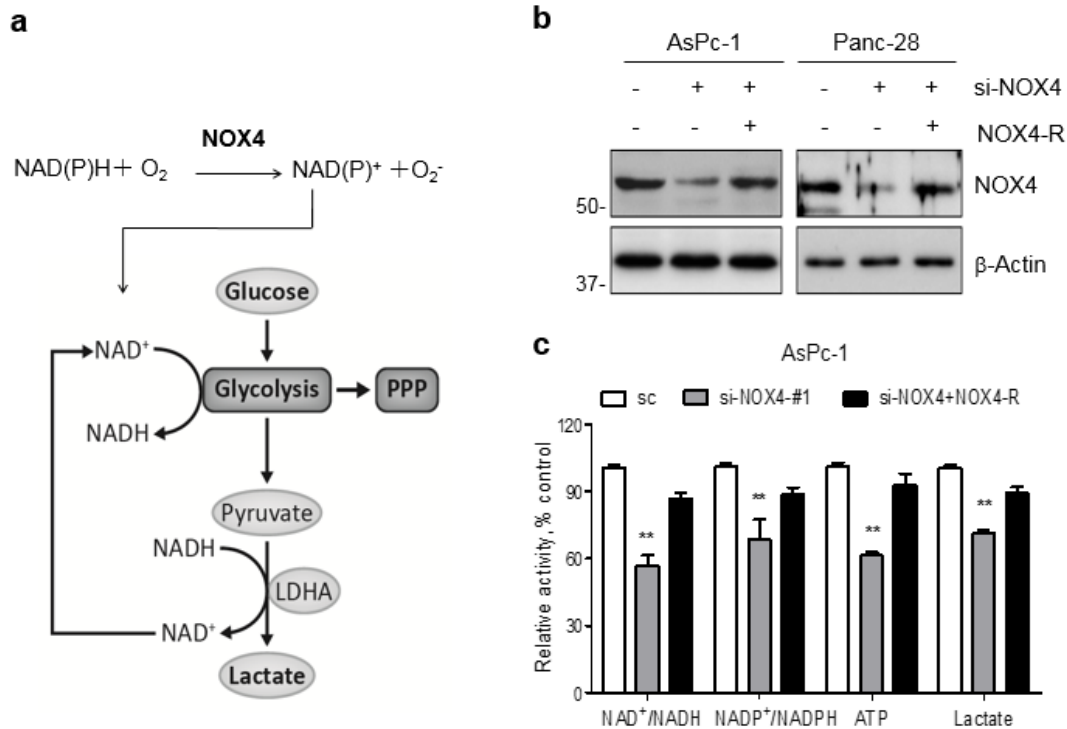 a
NOX4
NAD(P)H + O₂ NAD(P)⁺ + O₂⁻
Glucose
NAD⁺
Glycolysis PPP
NADH
Pyruvate
NADH
LDHA
NAD⁺
Lactate
b
AsPc-1 Panc-28
- + + - + + si-NOX4
- - + - - + NOX4-R
NOX4
50-
β-Actin
37-
c
AsPc-1
sc si-NOX4-#1 si-NOX4+NOX4-R
Relative activity, % control
120
90
60
30
0
** ** ** **
NAD⁺/NADH NADP⁺/NADPH ATP Lactate